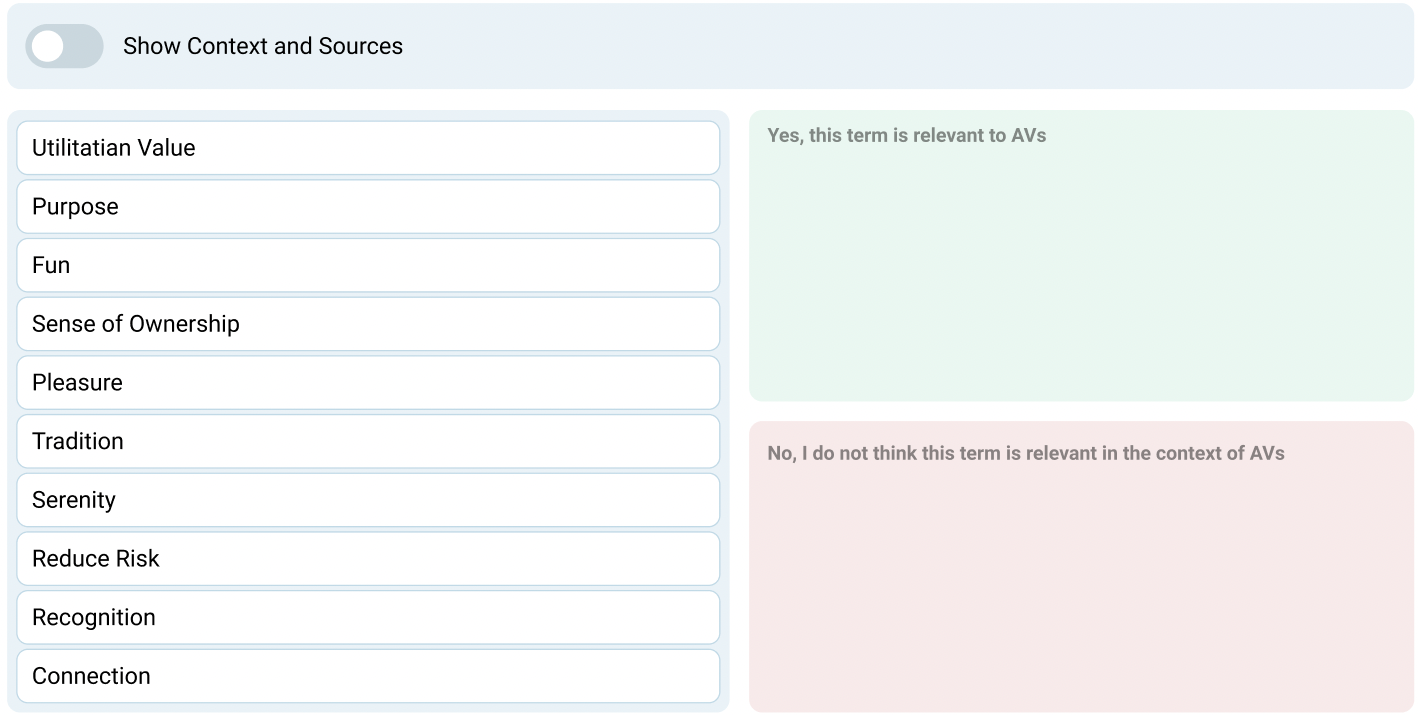 Show Context and Sources
Utilitatian Value
Purpose
Fun
Sense of Ownership
Pleasure
Tradition
Serenity
Reduce Risk
Recognition
Connection
Yes, this term is relevant to AVs
No, I do not think this term is relevant in the context of AVs